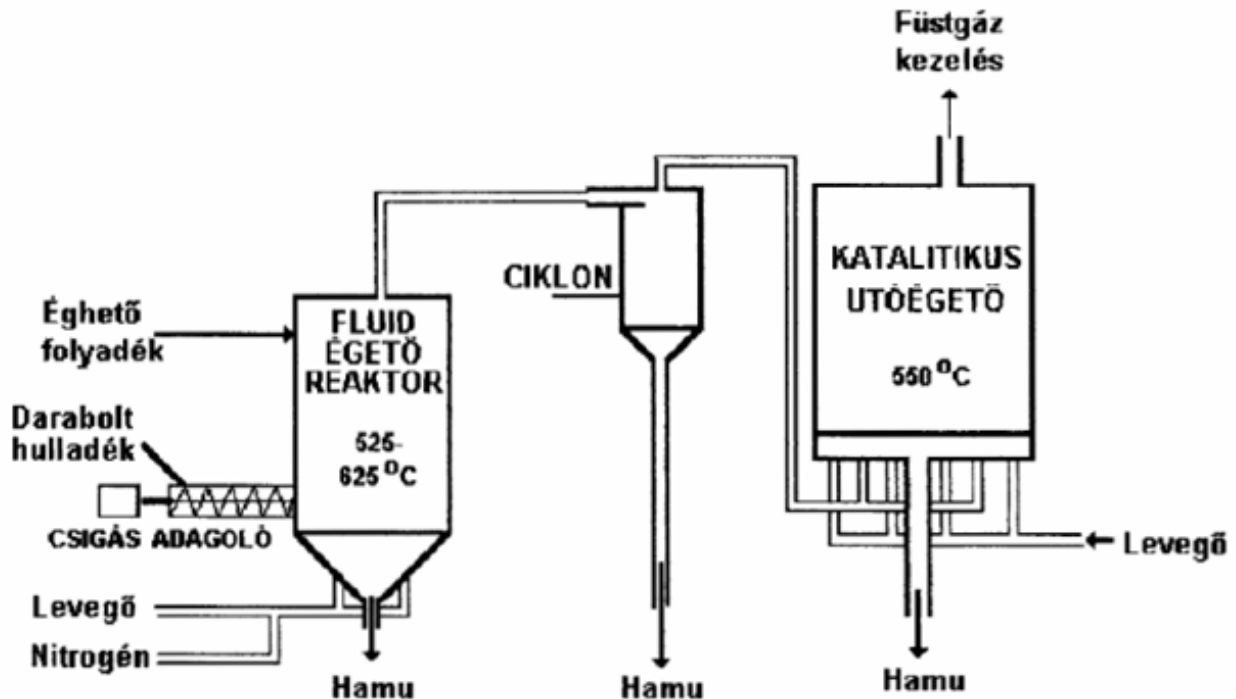 Füstgáz
kezelés
KATALITIKUS
UTÓÉGETŐ
550 °C
CIKLON
Éghető
folyadék
FLUID
ÉGETŐ
REAKTOR
525-
625 °C
Darabolt
hulladék
CSIGÁS ADAGOLÓ
Levegő
Levegő
Nitrogén
Hamu
Hamu
Hamu